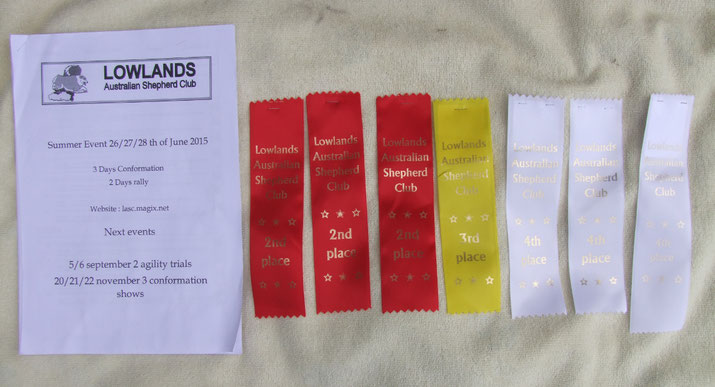 LOWLANDS
Australian Shepherd Club
Summer Event 26/27/28 th of June 2015
3 Days Conformation
2 Days rally
Website : lasc.magix.net
Next events
5/6 september 2 agility trials
20/21/22 november 3 conformation
shows
Lowlands
Australian
Shepherd
Club
2nd
place
Lowlands
Australian
Shepherd
Club
2nd
place
Lowlands
Australian
Shepherd
Club
2nd
place
Lowlands
Australian
Shepherd
Club
3rd
place
Lowlands
Australian
Shepherd
Club
4th
place
Lowlands
Australian
Shepherd
Club
4th
place
Lowlands
Australian
Shepherd
Club
4th
place